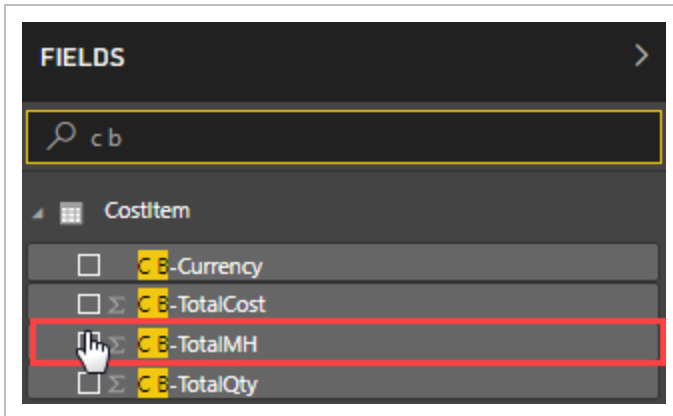 FIELDS
c b
CostItem
C B-Currency
Σ C B-TotalCost
Σ C B-TotalMH
Σ C B-TotalQty